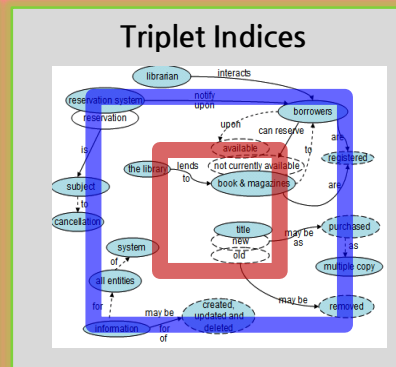 Triplet Indices
librarian
interacts
reservation system
notify
upon
borrowers
reservation
upon
can reserve
are
available
is
not currently available
to
registered
the library
lends
to
book & magazines
are
subject
to
cancellation
title
may be
as
purchased
new
system
old
as
of
multiple copy
all entities
for
created,
updated and
deleted
may be
removed
information
may be
for
of